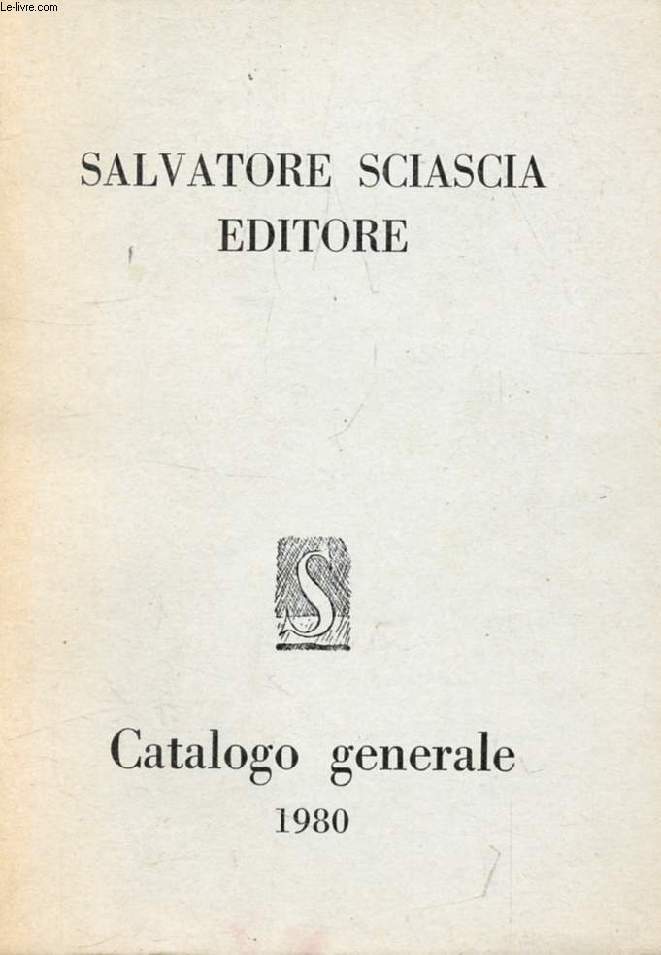 Le-livre.com
SALVATORE SCIASCIA
EDITORE
S
Catalogo generale
1980